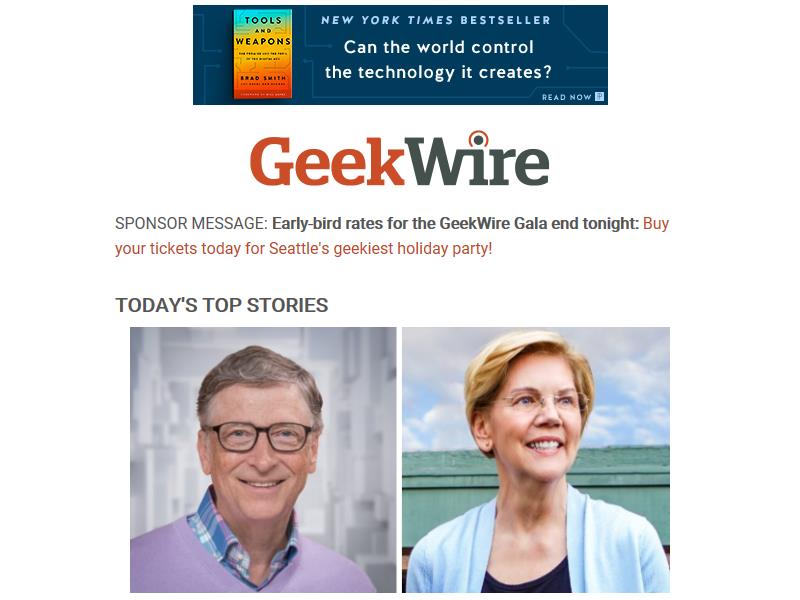 TOOLS
AND
WEAPONS
BRAD SMITH
NEW YORK TIMES BESTSELLER
Can the world control
the technology it creates?
READ NOW
GeekWire
SPONSOR MESSAGE: Early-bird rates for the GeekWire Gala end tonight: Buy
your tickets today for Seattle's geekiest holiday party!
TODAY'S TOP STORIES